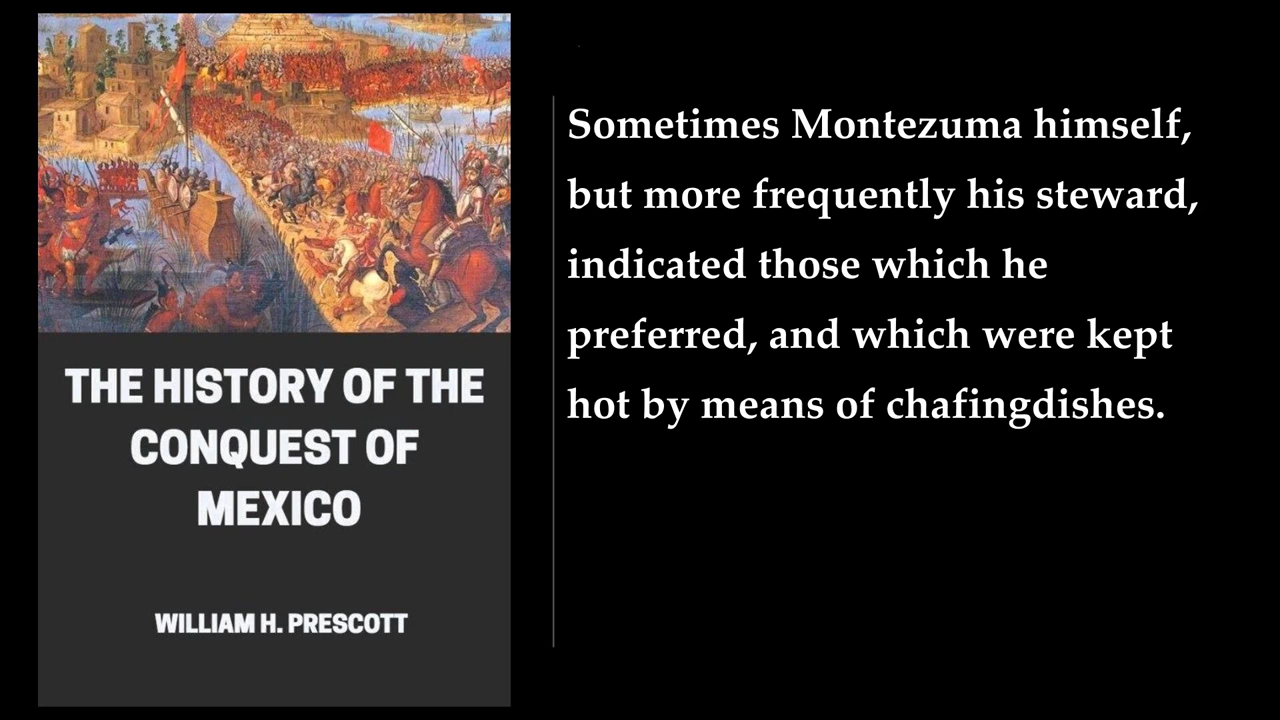 THE HISTORY OF THE
CONQUEST OF
MEXICO
WILLIAM H. PRESCOTT
Sometimes Montezuma himself,
but more frequently his steward,
indicated those which he
preferred, and which were kept
hot by means of chafingdishes.